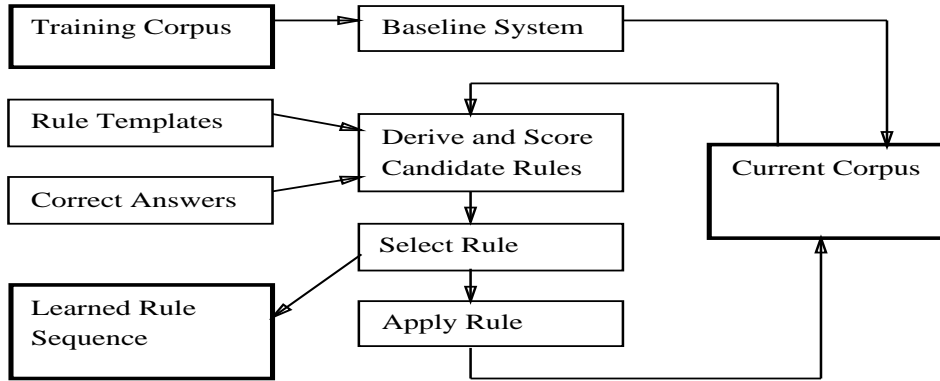 Training Corpus
Baseline System
Rule Templates
Derive and Score
Candidate Rules
Current Corpus
Correct Answers
Select Rule
Learned Rule
Sequence
Apply Rule